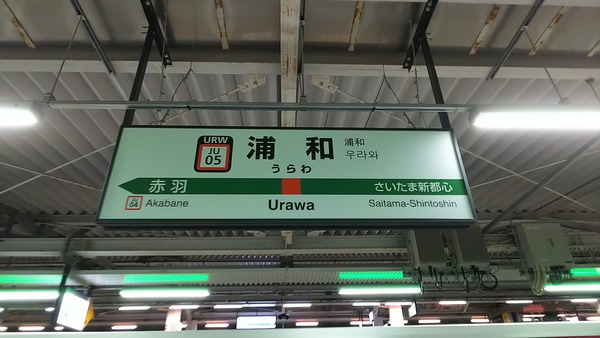 URW
JU
05
浦和
うらわ
浦和
우라와
赤羽
さいたま新都心
JU
04
Akabane
Urawa
Saitama-Shintoshin